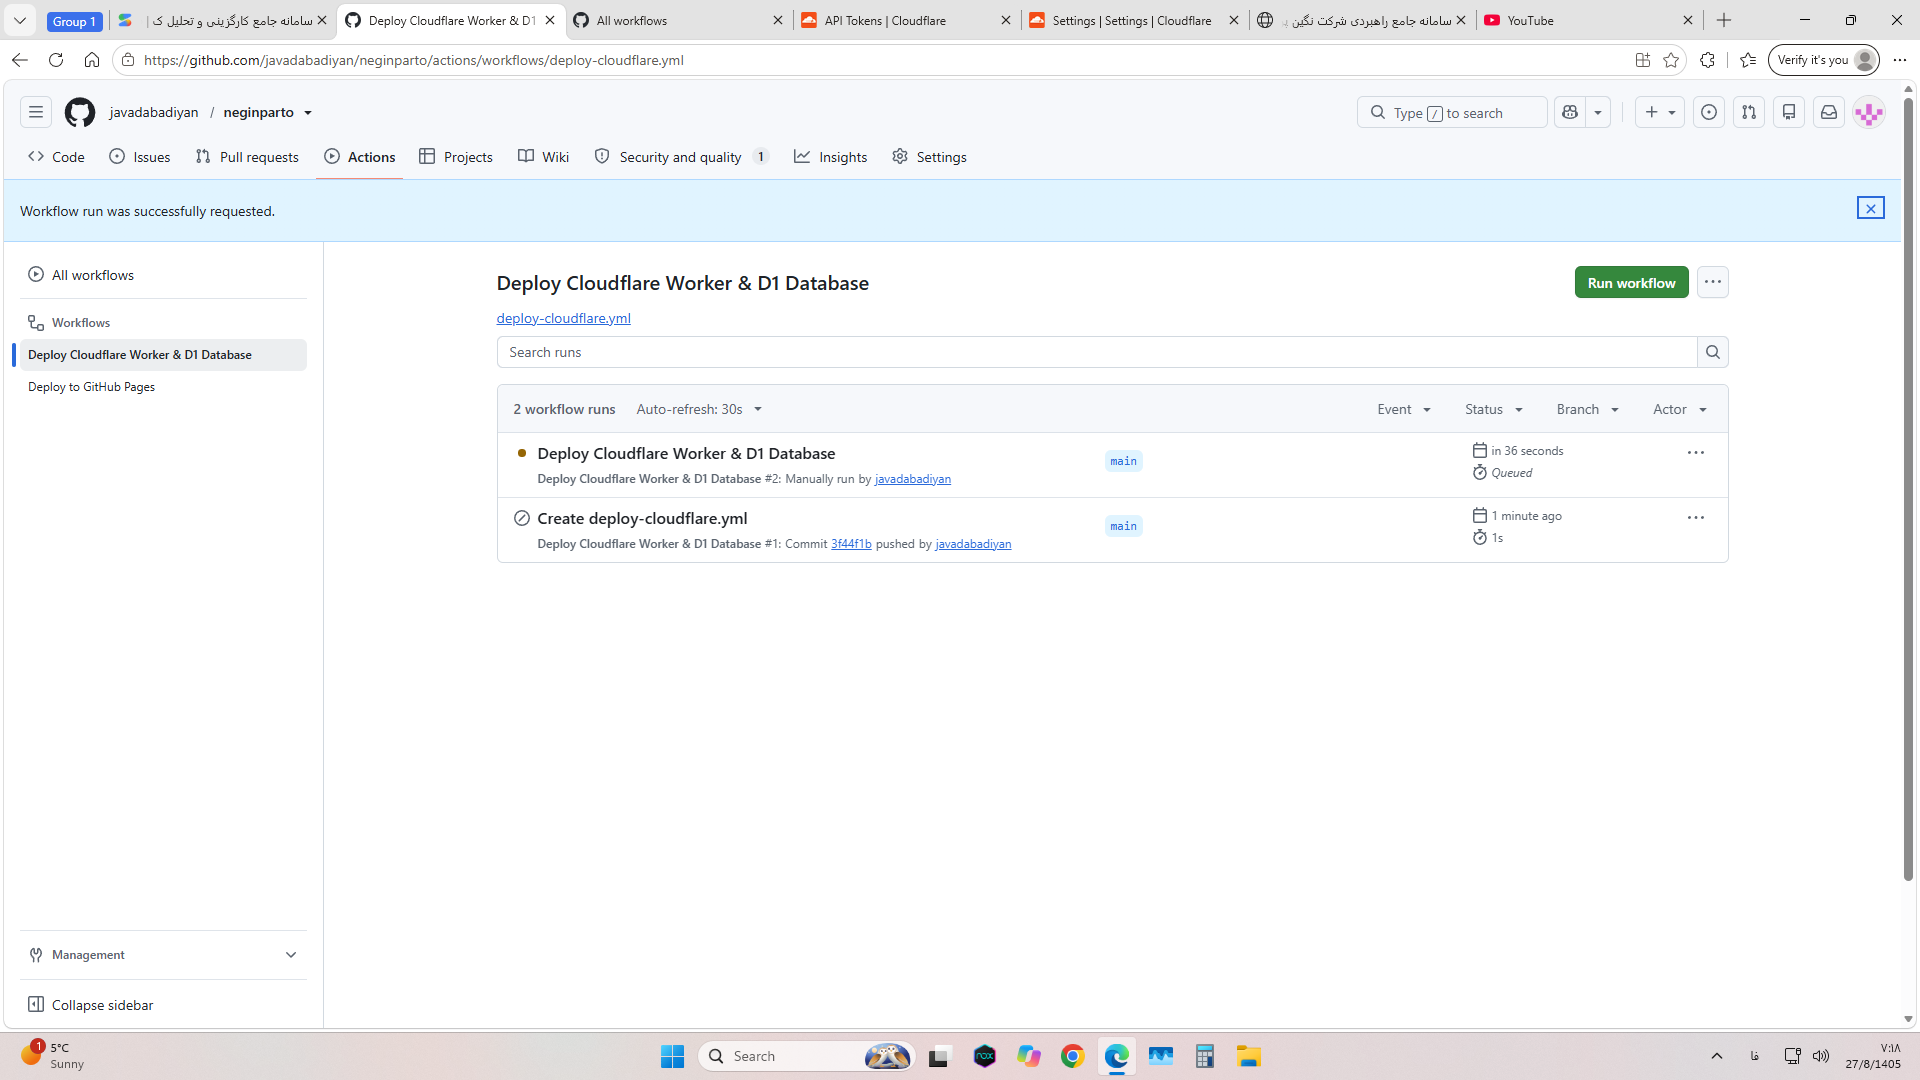 Group 1
سامانه جامع کارگزینی و تحلیل ک |
Deploy Cloudflare Worker & D1
All workflows
API Tokens | Cloudflare
Settings | Settings | Cloudflare
سامانه جامع راهبردی شرکت نگین پر
YouTube
https://github.com/javadabadiyan/neginparto/actions/workflows/deploy-cloudflare.yml
Verify it's you
javadabadiyan / neginparto
Type / to search
Code
Issues
Pull requests
Actions
Projects
Wiki
Security and quality 1
Insights
Settings
Workflow run was successfully requested.
All workflows
Workflows
Deploy Cloudflare Worker & D1 Database
Deploy to GitHub Pages
Management
Collapse sidebar
Deploy Cloudflare Worker & D1 Database
Run workflow
deploy-cloudflare.yml
Search runs
2 workflow runs
Auto-refresh: 30s
Event
Status
Branch
Actor
Deploy Cloudflare Worker & D1 Database
main
in 36 seconds
Deploy Cloudflare Worker & D1 Database #2: Manually run by javadabadiyan
Queued
Create deploy-cloudflare.yml
main
1 minute ago
Deploy Cloudflare Worker & D1 Database #1: Commit 3f44f1b pushed by javadabadiyan
1s
1
5°C
Sunny
Search
nox
فا
۷:۱۸
27/8/1405